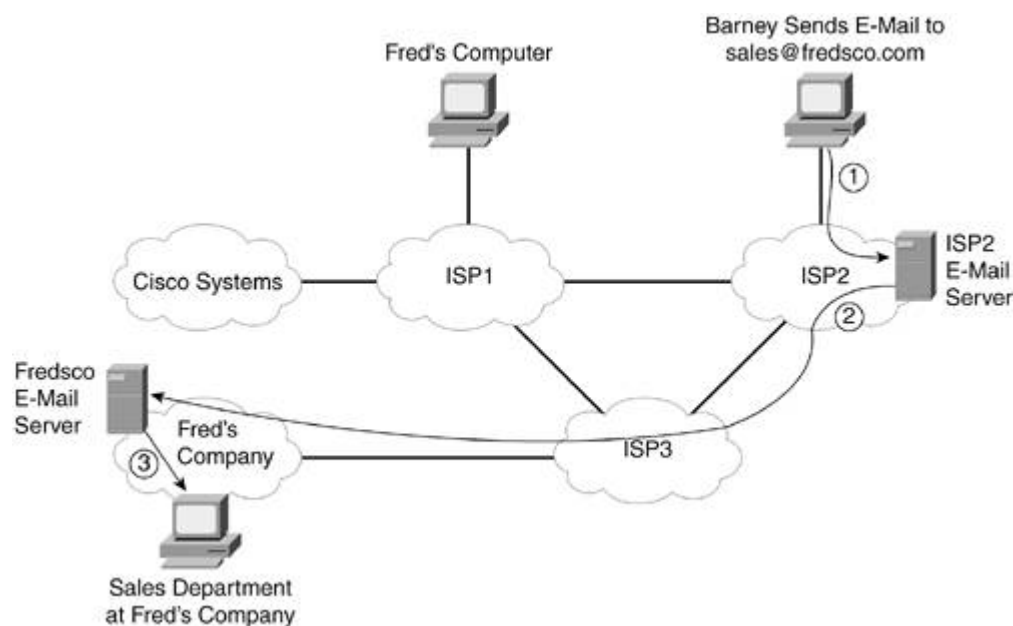 Barney Sends E-Mail to
sales@fredsco.com
Fred's Computer
1
Cisco Systems
ISP1
ISP2
ISP2
E-Mail
Server
2
Fredsco
E-Mail
Server
Fred's
Company
ISP3
3
Sales Department
at Fred's Company